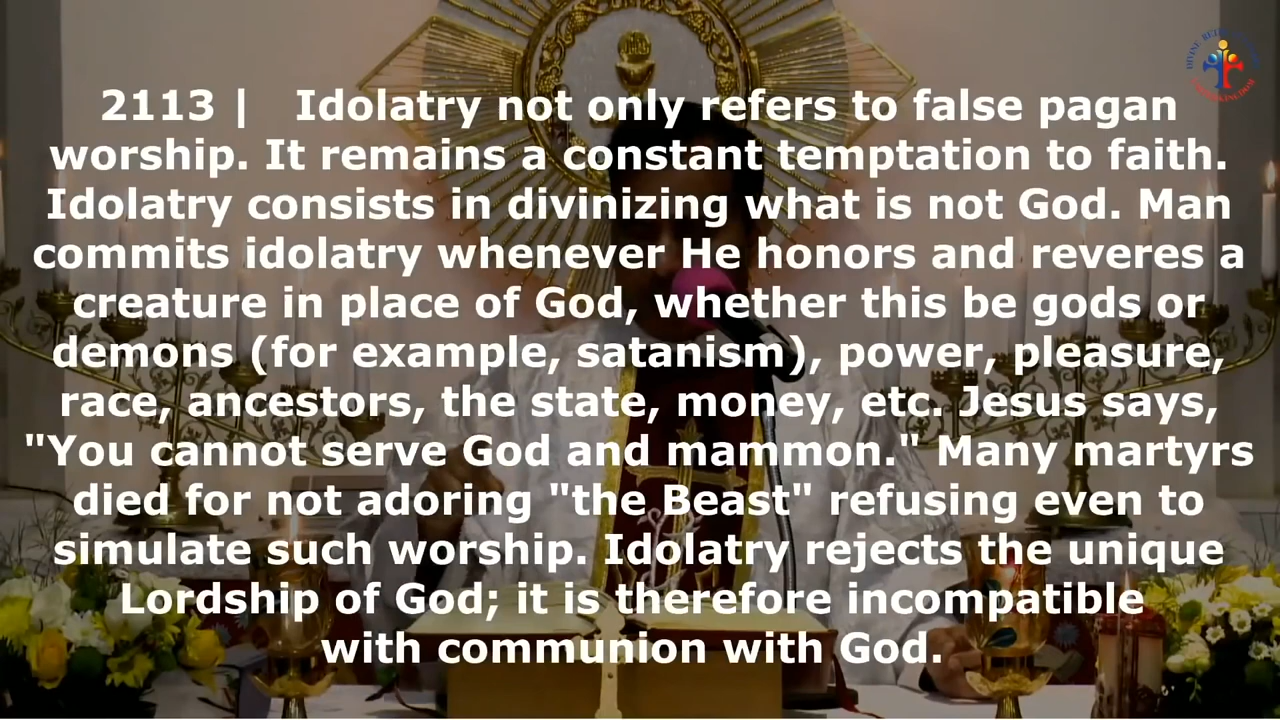 2113 | Idolatry not only refers to false pagan
worship. It remains a constant temptation to faith.
Idolatry consists in divinizing what is not God. Man
commits idolatry whenever He honors and reveres a
creature in place of God, whether this be gods or
demons (for example, satanism), power, pleasure,
race, ancestors, the state, money, etc. Jesus says,
"You cannot serve God and mammon." Many martyrs
died for not adoring "the Beast" refusing even to
simulate such worship. Idolatry rejects the unique
Lordship of God; it is therefore incompatible
with communion with God.